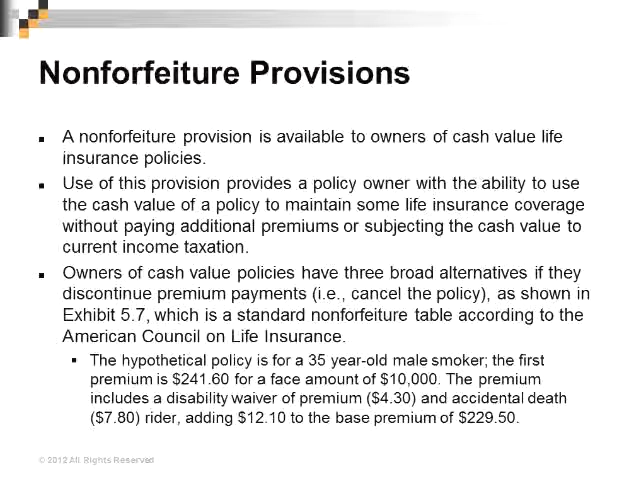 Nonforfeiture Provisions
A nonforfeiture provision is available to owners of cash value life
insurance policies.
Use of this provision provides a policy owner with the ability to use
the cash value of a policy to maintain some life insurance coverage
without paying additional premiums or subjecting the cash value to
current income taxation.
Owners of cash value policies have three broad alternatives if they
discontinue premium payments (i.e., cancel the policy), as shown in
Exhibit 5.7, which is a standard nonforfeiture table according to the
American Council on Life Insurance.
The hypothetical policy is for a 35 year-old male smoker; the first
premium is $241.60 for a face amount of $10,000. The premium
includes a disability waiver of premium ($4.30) and accidental death
($7.80) rider, adding $12.10 to the base premium of $229.50.
© 2012 All Rights Reserved